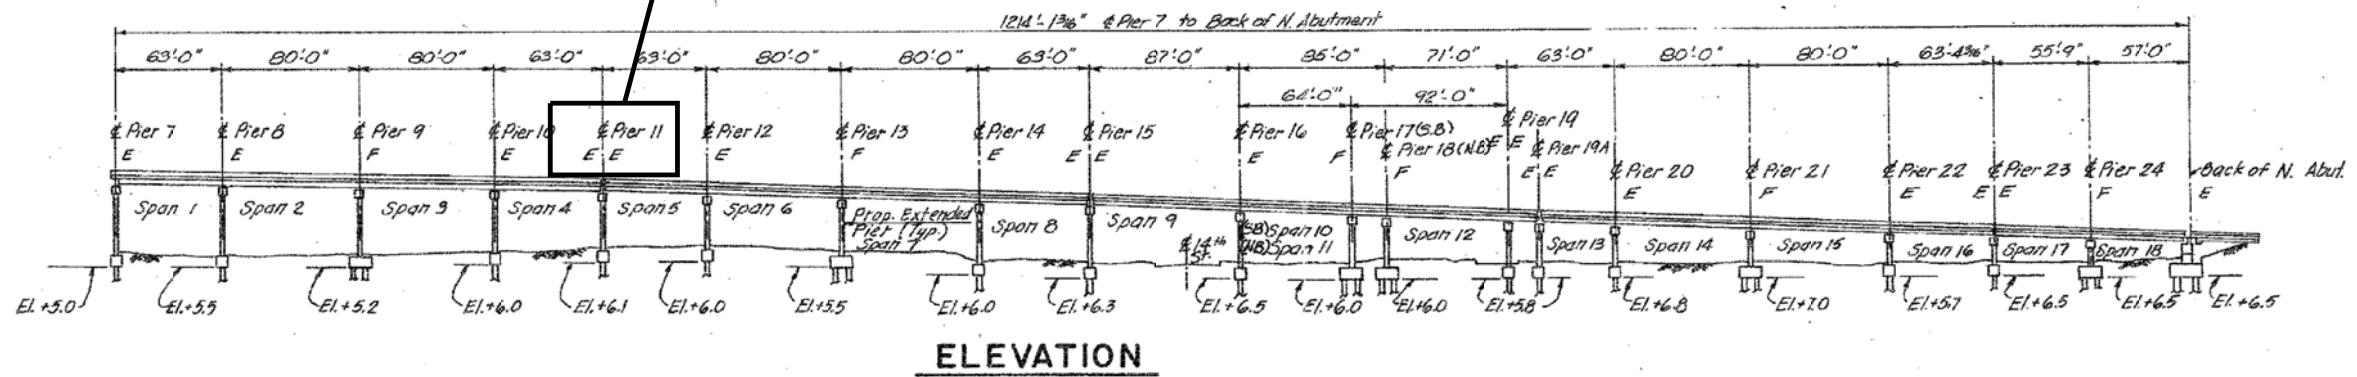 1214'-1 3/16" ℄ Pier 7 to Back of N. Abutment
63'-0" 80'-0" 80'-0" 63'-0" 63'-0" 80'-0" 80'-0" 63'-0" 87'-0" 85'-0" 71'-0" 63'-0" 80'-0" 80'-0" 63'-4 3/16" 55'-9" 57'-0"
64'-0" 92'-0"
℄ Pier 7 ℄ Pier 8 ℄ Pier 9 ℄ Pier 10 ℄ Pier 11 ℄ Pier 12 ℄ Pier 13 ℄ Pier 14 ℄ Pier 15 ℄ Pier 16 ℄ Pier 17 (S.B) ℄ Pier 19
℄ Pier 18 (N.B) ℄ Pier 19A
E E F E E E E F E E E E F F E
F E E
℄ Pier 20 ℄ Pier 21 ℄ Pier 22 ℄ Pier 23 ℄ Pier 24 Back of N. Abut.
E F E E E F E
Span 1 Span 2 Span 3 Span 4 Span 5 Span 6 Prop. Extended
Pier (Typ.)
Span 7
Span 8 Span 9 (SB) Span 10
(NB) Span 11
℄ 14th
St.
Span 12 Span 13 Span 14 Span 15 Span 16 Span 17 Span 18
El. +5.0 El. +5.5 El. +5.2 El. +6.0 El. +6.1 El. +6.0 El. +5.5 El. +6.0 El. +6.3 El. +6.5 El. +6.0 El. +6.0 El. +5.8 El. +6.8 El. +7.0 El. +5.7 El. +6.5 El. +6.5 El. +6.5
ELEVATION